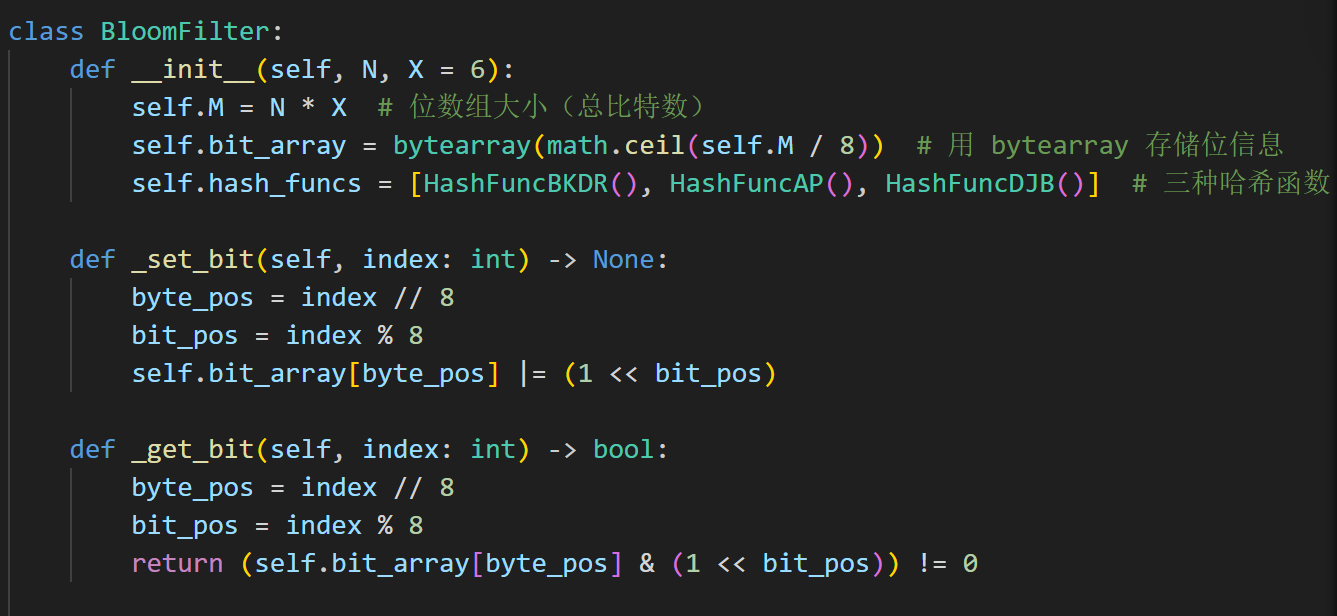 class BloomFilter:
    def __init__(self, N, X = 6):
        self.M = N * X  # 位数组大小（总比特数）
        self.bit_array = bytearray(math.ceil(self.M / 8))  # 用 bytearray 存储位信息
        self.hash_funcs = [HashFuncBKDR(), HashFuncAP(), HashFuncDJB()]  # 三种哈希函数
    def _set_bit(self, index: int) -> None:
        byte_pos = index // 8
        bit_pos = index % 8
        self.bit_array[byte_pos] |= (1 << bit_pos)
    def _get_bit(self, index: int) -> bool:
        byte_pos = index // 8
        bit_pos = index % 8
        return (self.bit_array[byte_pos] & (1 << bit_pos)) != 0